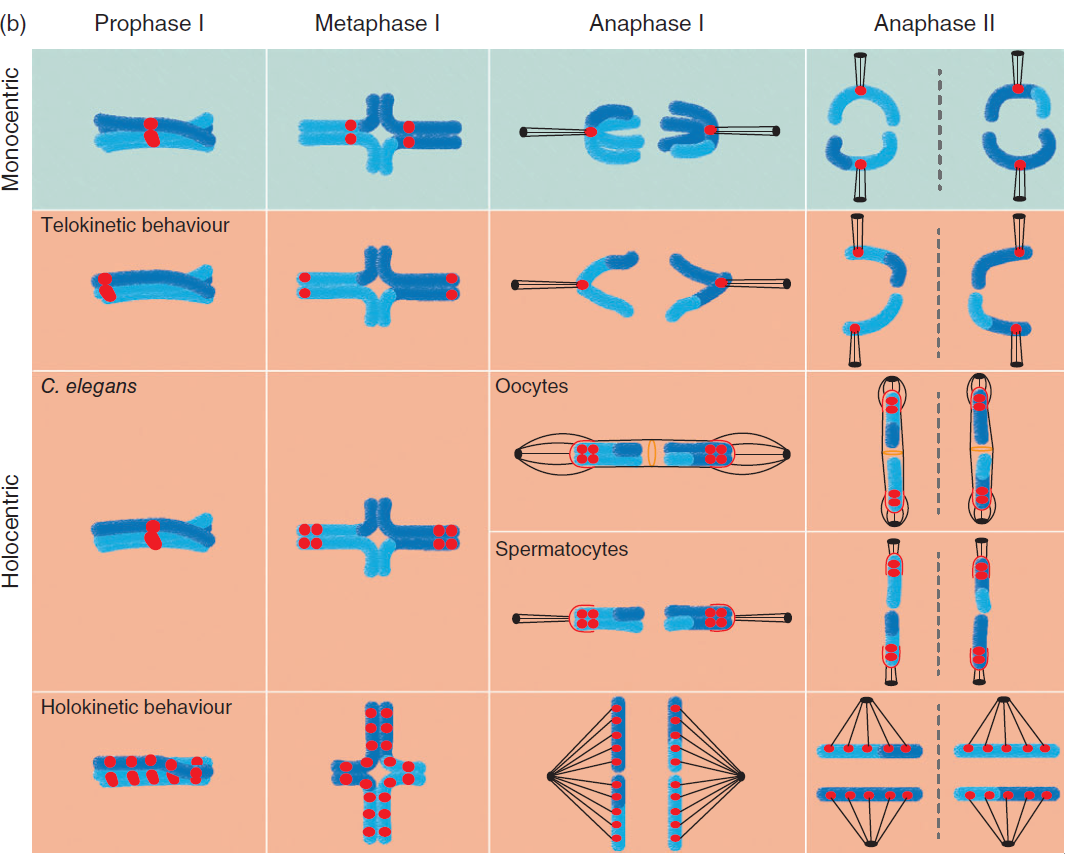 (b) Prophase I Metaphase I Anaphase I Anaphase II
Monocentric
Telokinetic behaviour
Holocentric
C. elegans
Oocytes
Spermatocytes
Holokinetic behaviour